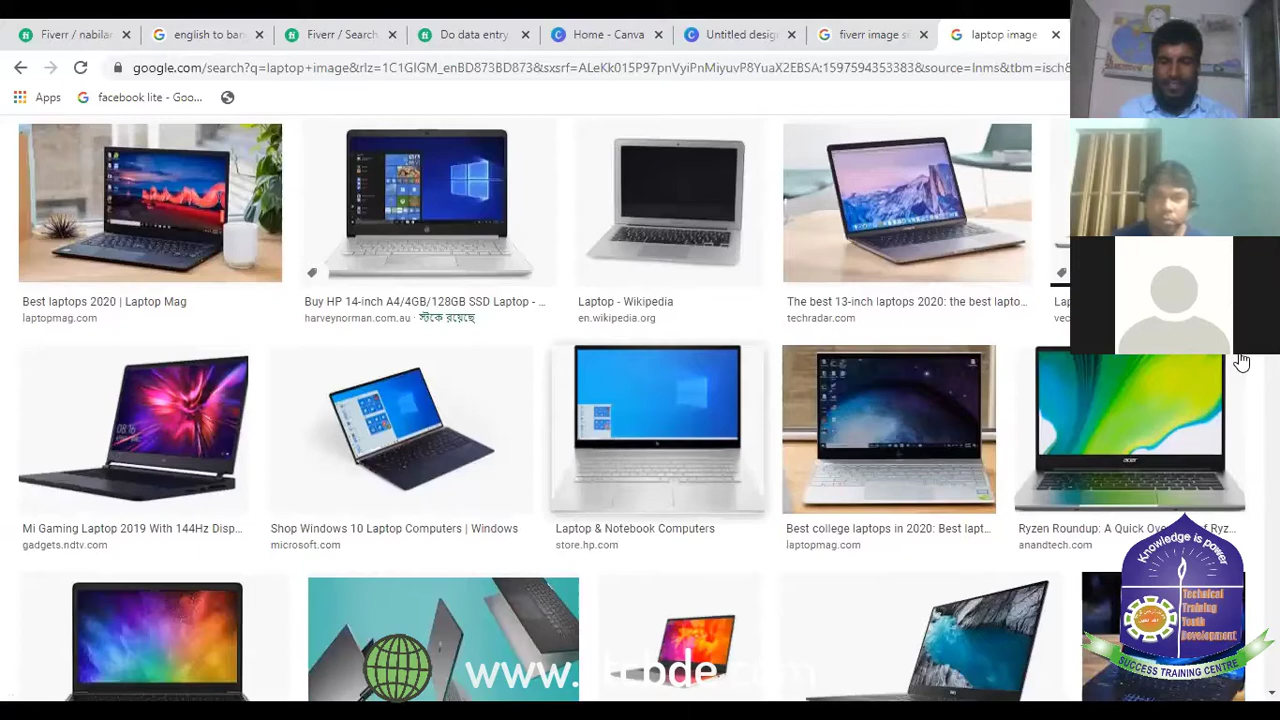 Fiverr / nabila
english to ban
Fiverr / Search
Do data entry
Home - Canva
Untitled desig
fiverr image si
laptop image
google.com/search?q=laptop+image&rlz=1C1GIGM_enBD873BD873&sxsrf=ALeKk015P97pnVyiPnMiyuvP8YuaX2EBSA:1597594353383&source=lnms&tbm=isch
Apps
facebook lite - Goo...
Best laptops 2020 | Laptop Mag
laptopmag.com
Buy HP 14-inch A4/4GB/128GB SSD Laptop - ...
harveynorman.com.au · স্টকে রয়েছে
Laptop - Wikipedia
en.wikipedia.org
The best 13-inch laptops 2020: the best lapto...
techradar.com
Mi Gaming Laptop 2019 With 144Hz Disp...
gadgets.ndtv.com
Shop Windows 10 Laptop Computers | Windows
microsoft.com
Laptop & Notebook Computers
store.hp.com
Best college laptops in 2020: Best lapt...
laptopmag.com
acer
Ryzen Roundup: A Quick
anandtech.com
Knowledge is power
Technical
Training
Youth
Development
SUCCESS TRAINING CENTRE